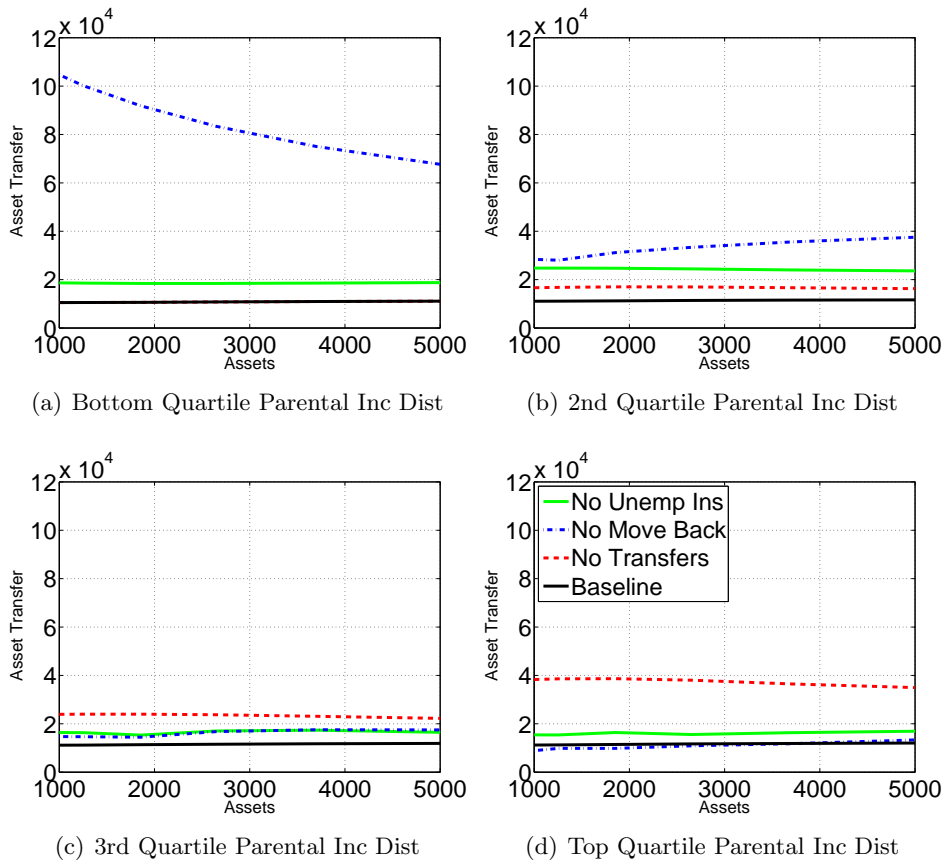 x 10^4
12
10
8
6
4
2
0
Asset Transfer
1000 2000 3000 4000 5000
Assets
(a) Bottom Quartile Parental Inc Dist
x 10^4
12
10
8
6
4
2
0
Asset Transfer
1000 2000 3000 4000 5000
Assets
(b) 2nd Quartile Parental Inc Dist
x 10^4
12
10
8
6
4
2
0
Asset Transfer
1000 2000 3000 4000 5000
Assets
(c) 3rd Quartile Parental Inc Dist
x 10^4
12
10
8
6
4
2
0
Asset Transfer
No Unemp Ins
No Move Back
No Transfers
Baseline
1000 2000 3000 4000 5000
Assets
(d) Top Quartile Parental Inc Dist